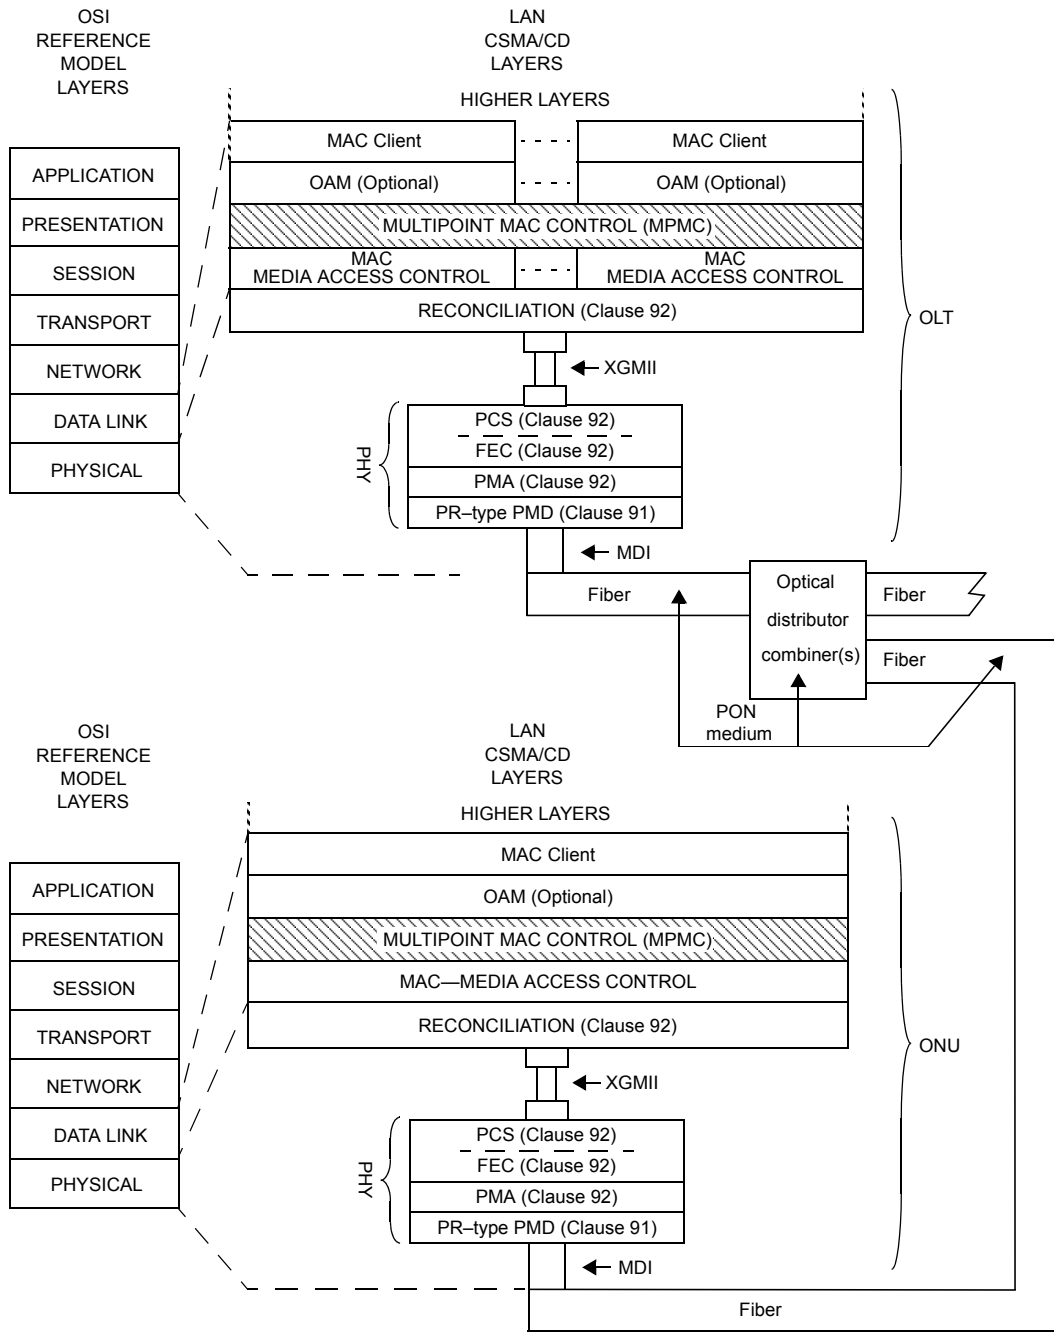 OSI
REFERENCE
MODEL
LAYERS
LAN
CSMA/CD
LAYERS
HIGHER LAYERS
APPLICATION
PRESENTATION
SESSION
TRANSPORT
NETWORK
DATA LINK
PHYSICAL
MAC Client
MAC Client
OAM (Optional)
OAM (Optional)
MULTIPOINT MAC CONTROL (MPMC)
MAC
MEDIA ACCESS CONTROL
MAC
MEDIA ACCESS CONTROL
RECONCILIATION (Clause 92)
OLT
XGMII
PHY
PCS (Clause 92)
FEC (Clause 92)
PMA (Clause 92)
PR–type PMD (Clause 91)
MDI
Fiber
Optical
distributor
combiner(s)
Fiber
Fiber
PON
medium
OSI
REFERENCE
MODEL
LAYERS
LAN
CSMA/CD
LAYERS
HIGHER LAYERS
APPLICATION
PRESENTATION
SESSION
TRANSPORT
NETWORK
DATA LINK
PHYSICAL
MAC Client
OAM (Optional)
MULTIPOINT MAC CONTROL (MPMC)
MAC—MEDIA ACCESS CONTROL
RECONCILIATION (Clause 92)
ONU
XGMII
PHY
PCS (Clause 92)
FEC (Clause 92)
PMA (Clause 92)
PR–type PMD (Clause 91)
MDI
Fiber